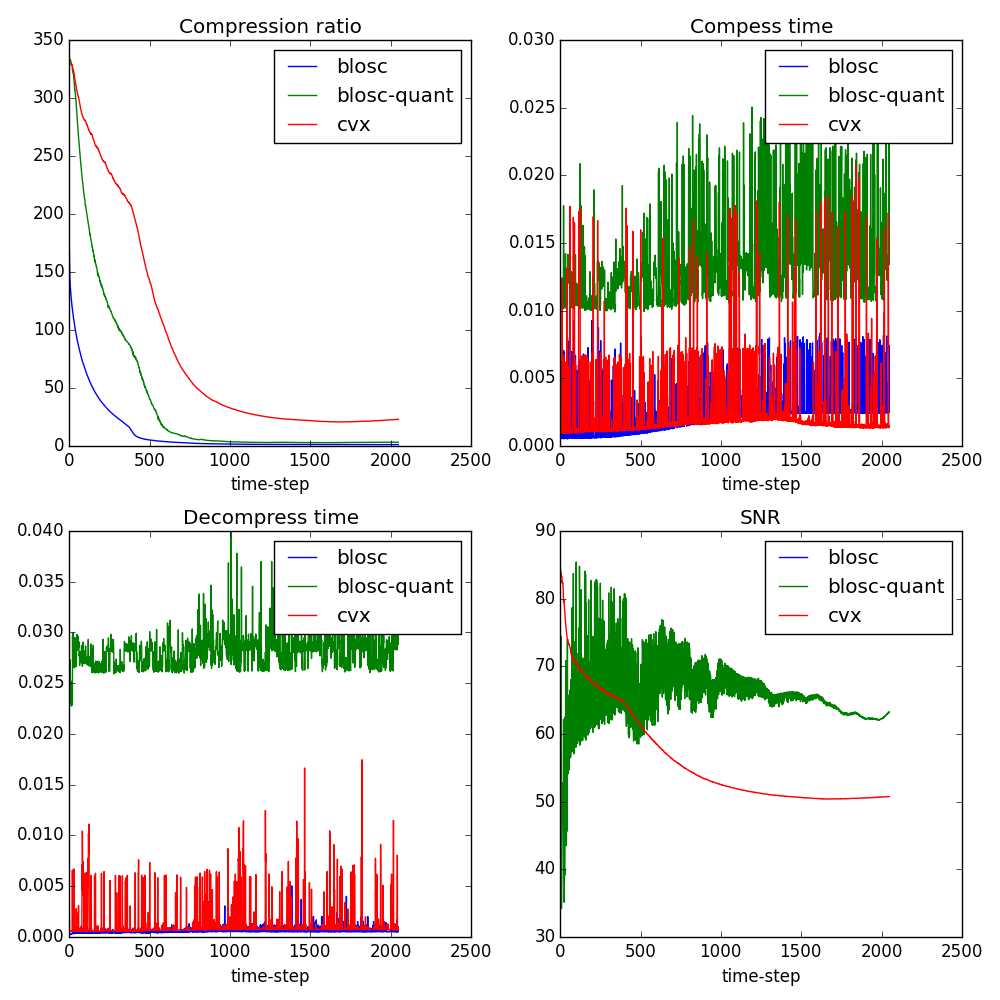 Compression ratio
350
300
250
200
150
100
50
0
0 500 1000 1500 2000 2500
time-step
blosc
blosc-quant
cvx
Compess time
0.030
0.025
0.020
0.015
0.010
0.005
0.000
0 500 1000 1500 2000 2500
time-step
blosc
blosc-quant
cvx
Decompress time
0.040
0.035
0.030
0.025
0.020
0.015
0.010
0.005
0.000
0 500 1000 1500 2000 2500
time-step
blosc
blosc-quant
cvx
SNR
90
80
70
60
50
40
30
0 500 1000 1500 2000 2500
time-step
blosc
blosc-quant
cvx